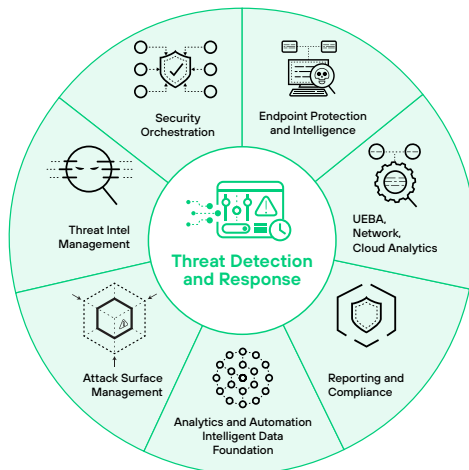 Security
Orchestration
Endpoint Protection
and Intelligence
UEBA,
Network,
Cloud Analytics
Threat Intel
Management
Threat Detection
and Response
Attack Surface
Management
Reporting and
Compliance
Analytics and Automation
Intelligent Data
Foundation